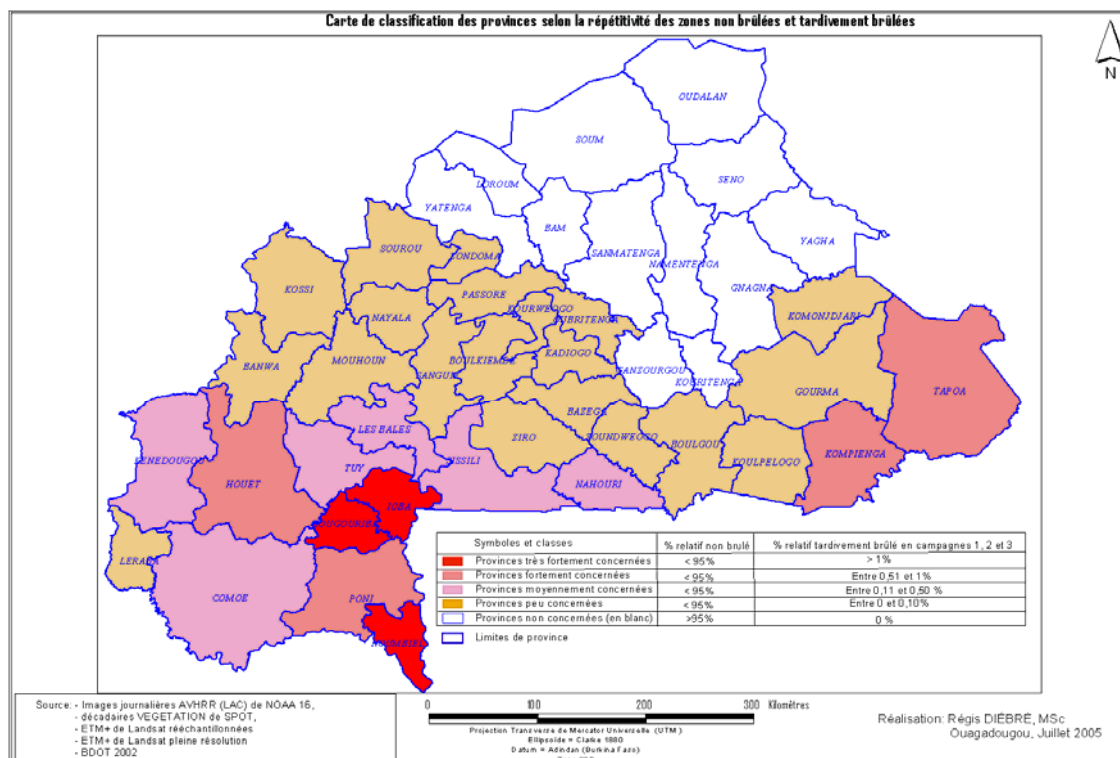 Carte de classification des provinces selon la répétitivité des zones non brûlées et tardivement brûlées
N
OUDALAN
SOUM
SENO
LOROUM
YATENGA
BAM
SANMATENGA
NAMENTENGA
YAGHA
GNAGNA
SOUROU
KOSSI
PASSORE
KOURWEOGO
KOMONDJARI
NAYALA
MOUHOUN
BANWA
BOULKIEMDE
KADIOGO
KOURITENGA
GOURMA
TAPOA
BAZEGA
LES BALES
ZIRO
BOULGOU
KOULPELOGO
KOMPIENGA
TUY
NAHOURI
HOUET
IOBA
LERABA
COMOE
PONI
Symboles et classes % relatif non brulé % relatif tardivement brûlé en campagnes 1, 2 et 3
Provinces très fortement concernées < 95% > 1%
Provinces fortement concernées < 95% Entre 0,51 et 1%
Provinces moyennement concernées < 95% Entre 0,11 et 0,50 %
Provinces peu concernées < 95% Entre 0 et 0,10%
Provinces non concernées (en blanc) >95% 0 %
Limites de province
Source: - Images journalières AVHRR (LAC) de NOAA 16,
- décadaires VEGETATION de SPOT,
- ETM+ de Landsat rééchantillonnées
- ETM+ de Landsat pleine résolution
- BDOT 2002
0 100 200 300 Kilomètres
Projection Transverse de Mercator Universelle (UTM)
Ellipsoïde = Clarke 1880
Datum = Adindan (Burkina Faso)
Réalisation: Régis DIÉBRÉ, MSc
Ouagadougou, Juillet 2005